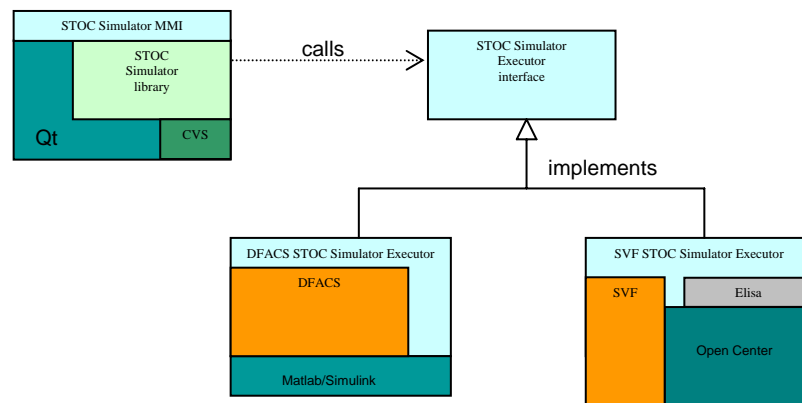 STOC Simulator MMI
STOC
Simulator
library
CVS
Qt
calls
STOC Simulator
Executor
interface
implements
DFACS STOC Simulator Executor
DFACS
Matlab/Simulink
SVF STOC Simulator Executor
SVF
Elisa
Open Center